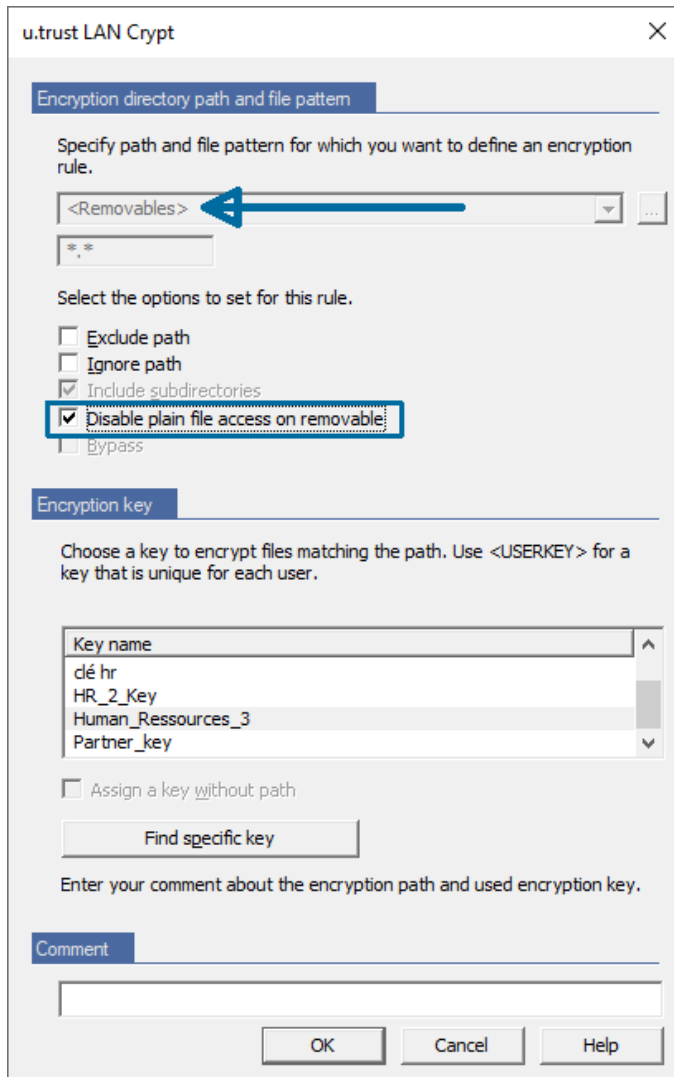 u.trust LAN Crypt
Encryption directory path and file pattern
Specify path and file pattern for which you want to define an encryption
rule.
<Removables>
...
*.*
Select the options to set for this rule.
Exclude path
Ignore path
Include subdirectories
Disable plain file access on removable
Bypass
Encryption key
Choose a key to encrypt files matching the path. Use <USERKEY> for a
key that is unique for each user.
Key name
clé hr
HR_2_Key
Human_Ressources_3
Partner_key
Assign a key without path
Find specific key
Enter your comment about the encryption path and used encryption key.
Comment
OK
Cancel
Help